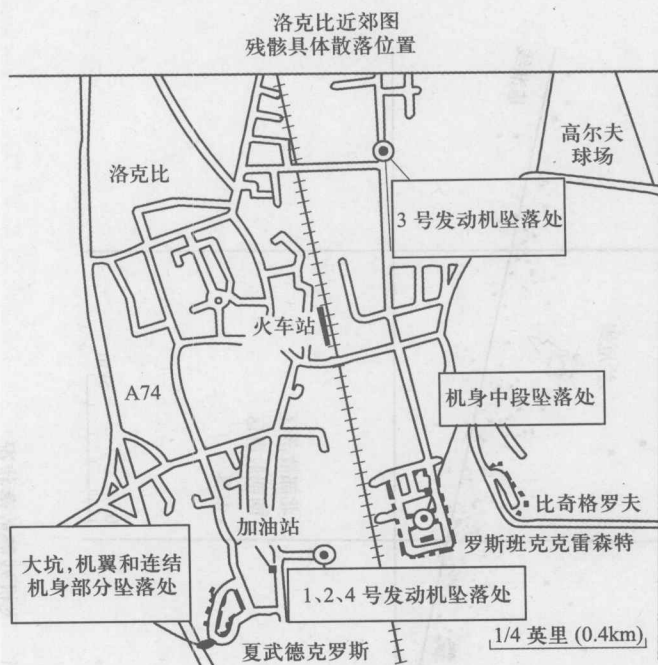 洛克比近郊图
残骸具体散落位置
高尔夫
球场
洛克比
3 号发动机坠落处
火车站
A74
机身中段坠落处
比奇格罗夫
加油站
罗斯班克克雷森特
大坑,机翼和连结
机身部分坠落处
1、2、4 号发动机坠落处
1/4 英里 (0.4km)
夏武德克罗斯